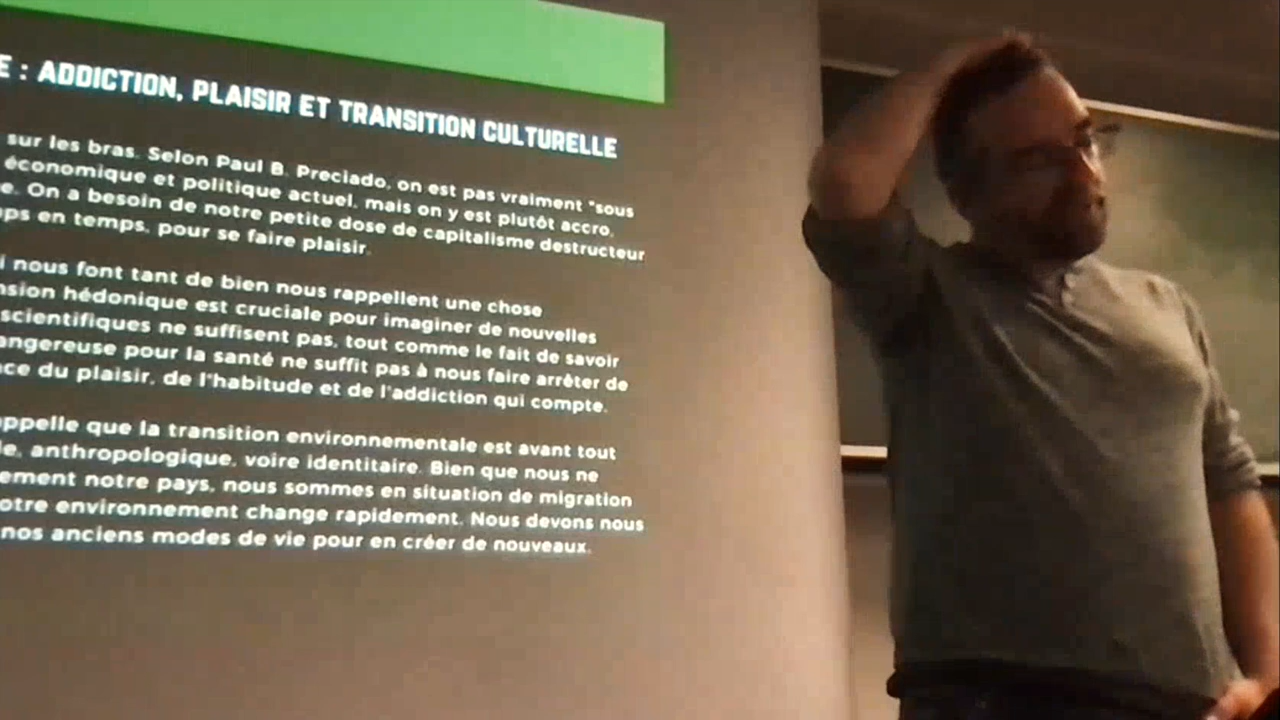 E : ADDICTION, PLAISIR ET TRANSITION CULTURELLE
sur les bras. Selon Paul B. Preciado, on est pas vraiment "sous
économique et politique actuel, mais on y est plutôt accro.
e. On a besoin de notre petite dose de capitalisme destructeur
ps en temps, pour se faire plaisir.
i nous font tant de bien nous rappellent une chose
nsion hédonique est cruciale pour imaginer de nouvelles
scientifiques ne suffisent pas, tout comme le fait de savoir
angereuse pour la santé ne suffit pas à nous faire arrêter de
ce du plaisir, de l'habitude et de l'addiction qui compte.
appelle que la transition environnementale est avant tout
le, anthropologique, voire identitaire. Bien que nous ne
ement notre pays, nous sommes en situation de migration
otre environnement change rapidement. Nous devons nous
nos anciens modes de vie pour en créer de nouveaux.